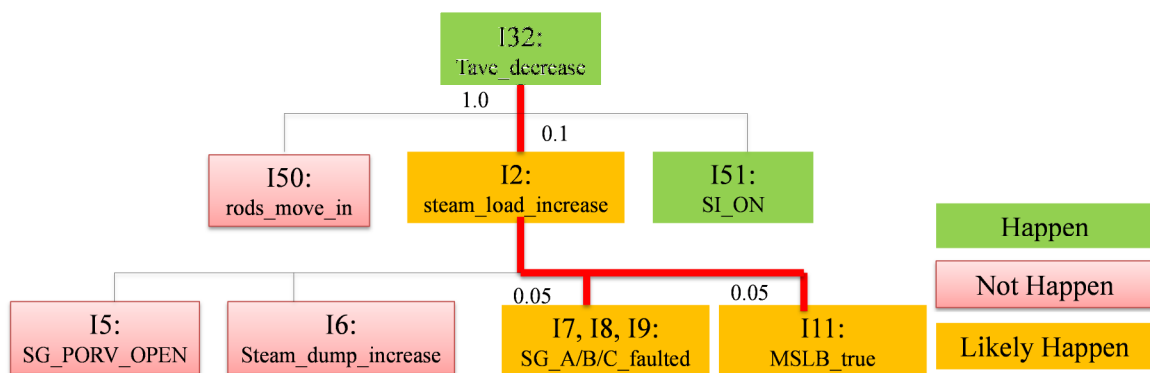 I32:
Tave_decrease
1.0
0.1
I50:
rods_move_in
I2:
steam_load_increase
I51:
SI_ON
Happen
Not Happen
Likely Happen
0.05
0.05
I5:
SG_PORV_OPEN
I6:
Steam_dump_increase
I7, I8, I9:
SG_A/B/C_faulted
I11:
MSLB_true